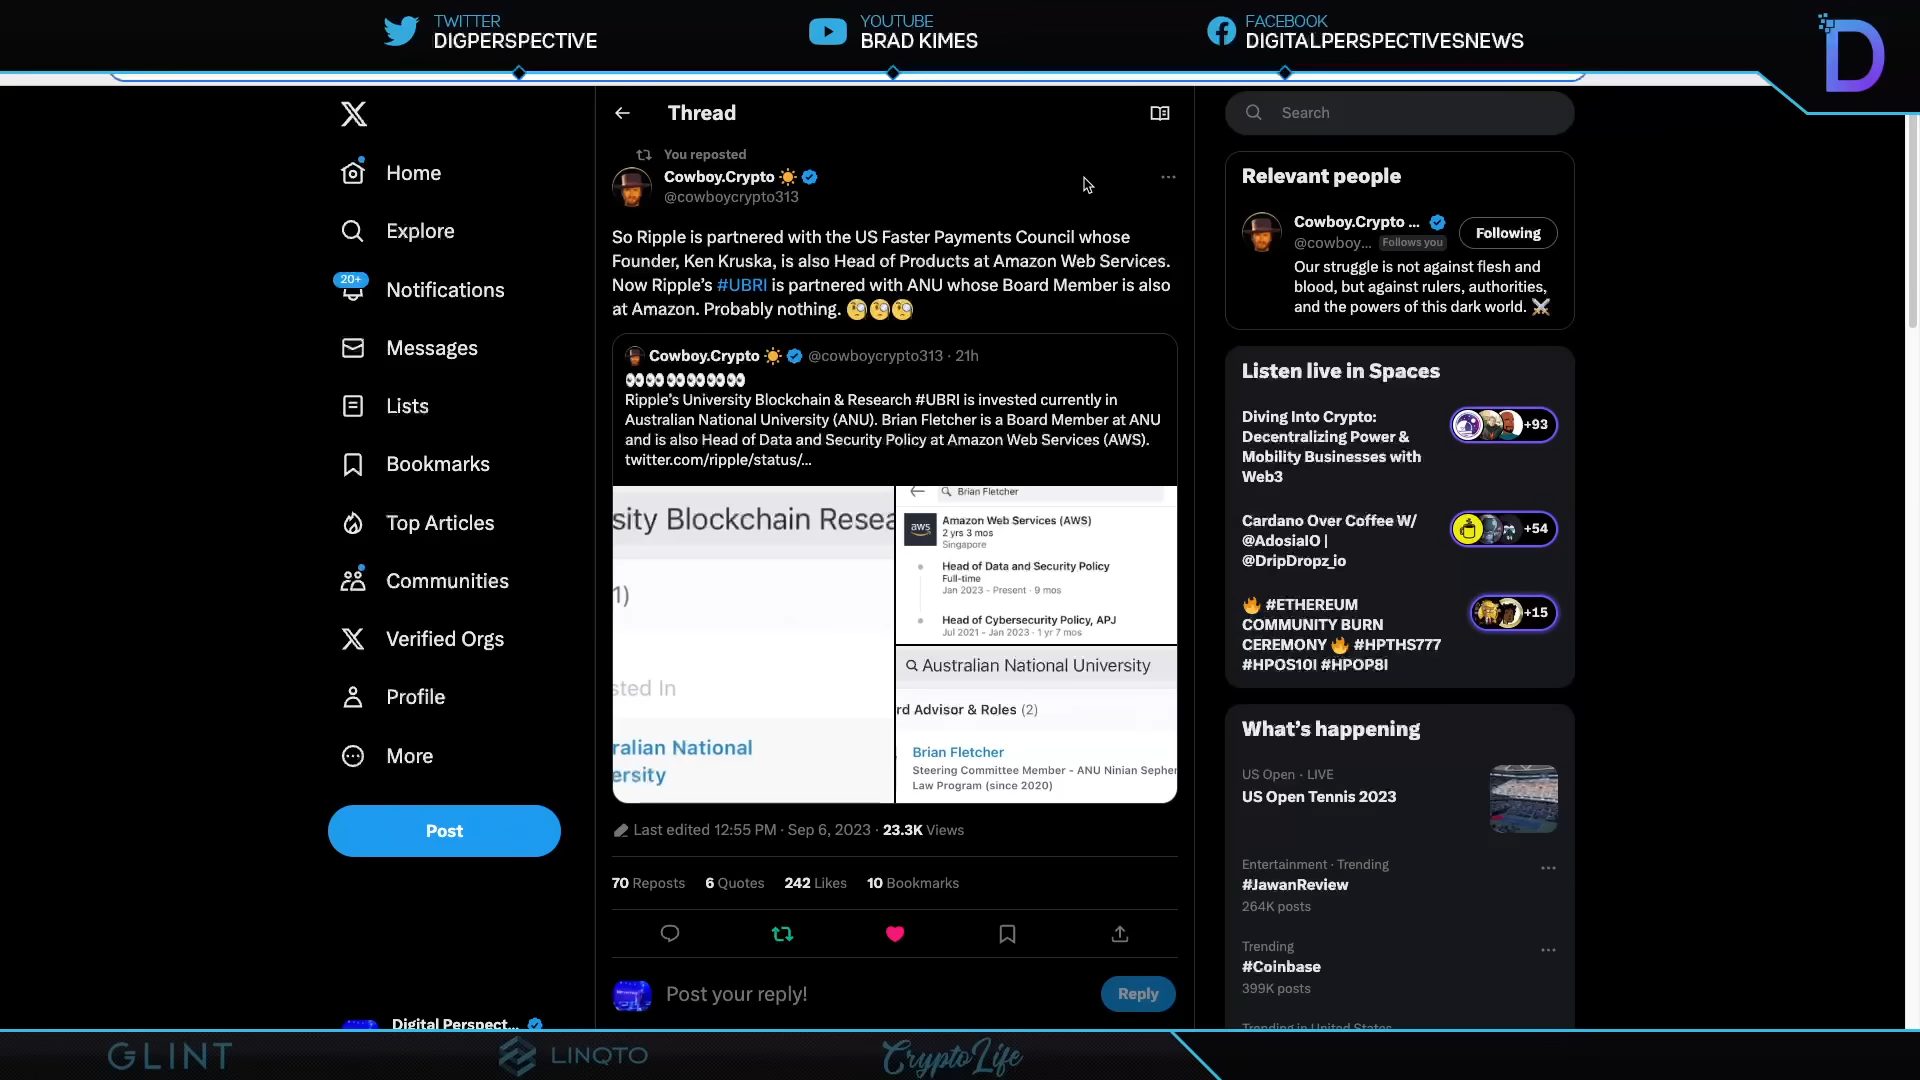 TWITTER
DIGPERSPECTIVE
YOUTUBE
BRAD KIMES
FACEBOOK
DIGITALPERSPECTIVESNEWS
D
Home
Explore
20+
Notifications
Messages
Lists
Bookmarks
Top Articles
Communities
Verified Orgs
Profile
More
Post
Digital Perspect...
Thread
You reposted
Cowboy.Crypto
@cowboycrypto313
So Ripple is partnered with the US Faster Payments Council whose
Founder, Ken Kruska, is also Head of Products at Amazon Web Services.
Now Ripple's #UBRI is partnered with ANU whose Board Member is also
at Amazon. Probably nothing. 🧐🧐🧐
Cowboy.Crypto @cowboycrypto313 · 21h
👀👀👀👀👀👀
Ripple's University Blockchain & Research #UBRI is invested currently in
Australian National University (ANU). Brian Fletcher is a Board Member at ANU
and is also Head of Data and Security Policy at Amazon Web Services (AWS).
twitter.com/ripple/status/...
sity Blockchain Resea
1)
sted In
ralian National
ersity
Brian Fletcher
aws
Amazon Web Services (AWS)
2 yrs 3 mos
Singapore
Head of Data and Security Policy
Full-time
Jan 2023 - Present · 9 mos
Head of Cybersecurity Policy, APJ
Jul 2021 - Jan 2023 · 1 yr 7 mos
Australian National University
rd Advisor & Roles (2)
Brian Fletcher
Steering Committee Member - ANU Ninian Sephen
Law Program (since 2020)
Last edited 12:55 PM · Sep 6, 2023 · 23.3K Views
70 Reposts 6 Quotes 242 Likes 10 Bookmarks
Post your reply!
Reply
Search
Relevant people
Cowboy.Crypto ...
@cowboy... Follows you
Following
Our struggle is not against flesh and
blood, but against rulers, authorities,
and the powers of this dark world. ⚔️
Listen live in Spaces
Diving Into Crypto:
Decentralizing Power &
Mobility Businesses with
Web3
+93
Cardano Over Coffee W/
@AdosiaIO |
@DripDropz_io
+54
🔥 #ETHEREUM
COMMUNITY BURN
CEREMONY 🔥 #HPTHS777
#HPOS10I #HPOP8I
+15
What's happening
US Open · LIVE
US Open Tennis 2023
Entertainment · Trending
#JawanReview
264K posts
Trending
#Coinbase
399K posts
Trending in United States
GLINT
LINQTO
CryptoLife